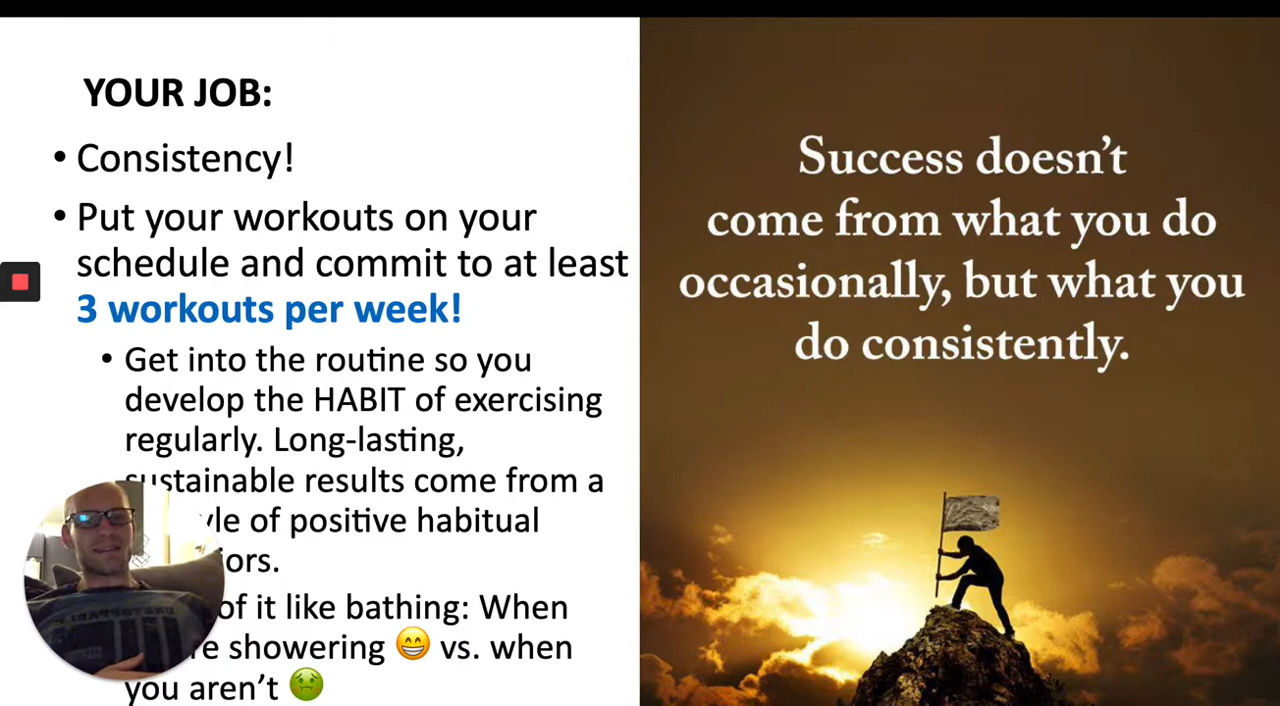 YOUR JOB:
• Consistency!
• Put your workouts on your
schedule and commit to at least
3 workouts per week!
• Get into the routine so you
develop the HABIT of exercising
regularly. Long-lasting,
sustainable results come from a
of positive habitual
of it like bathing: When
showering 😁 vs. when
you aren’t 🤢
Success doesn’t
come from what you do
occasionally, but what you
do consistently.